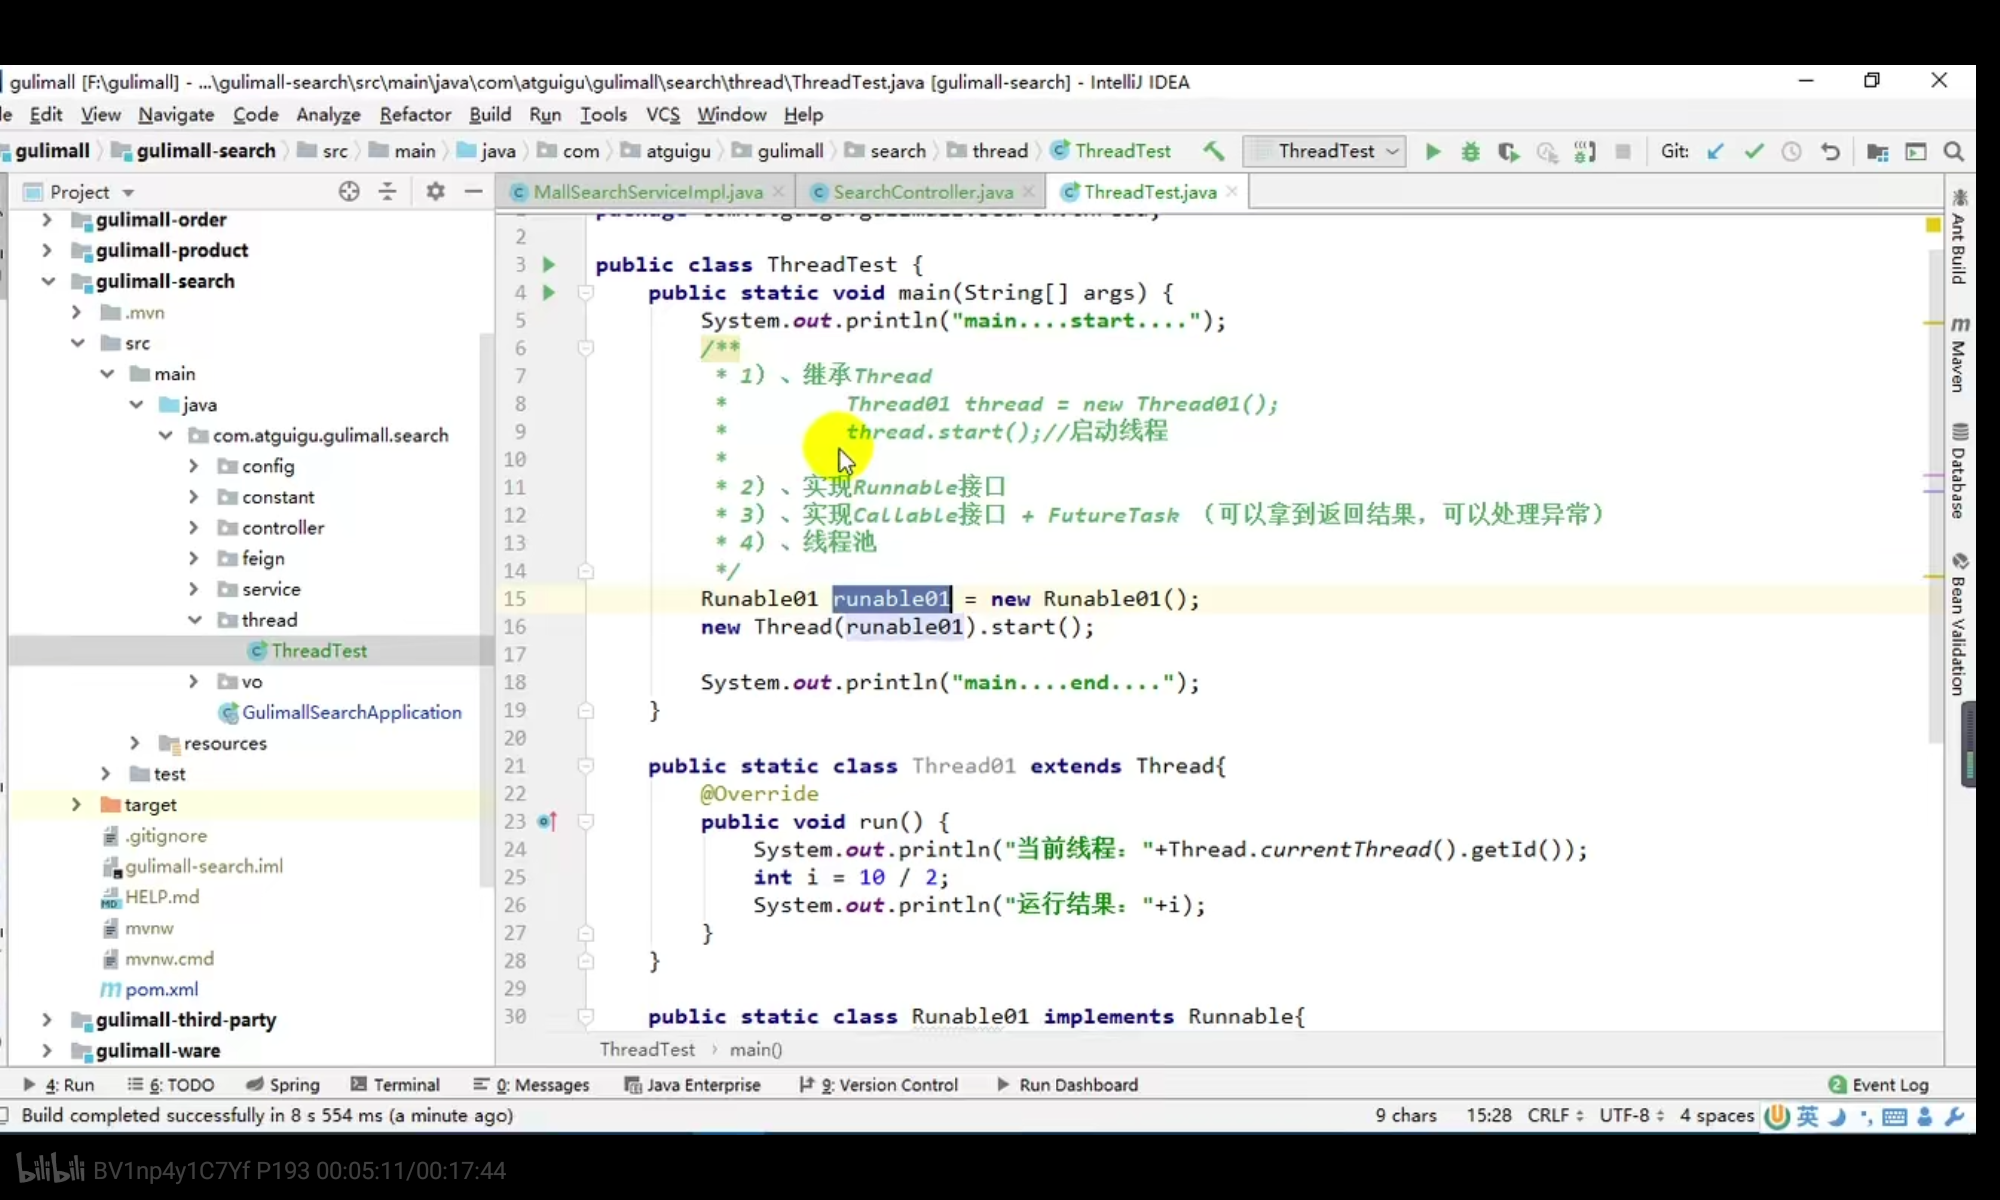 gulimall [F:\gulimall] - ...\gulimall-search\src\main\java\com\atguigu\gulimall\search\thread\ThreadTest.java [gulimall-search] - IntelliJ IDEA
Edit View Navigate Code Analyze Refactor Build Run Tools VCS Window Help
gulimall gulimall-search src main java com atguigu gulimall search thread ThreadTest ThreadTest Git:
Project
MallSearchServiceImpl.java SearchController.java ThreadTest.java
gulimall-order
gulimall-product
gulimall-search
.mvn
src
main
java
com.atguigu.gulimall.search
config
constant
controller
feign
service
thread
ThreadTest
vo
GulimallSearchApplication
resources
test
target
.gitignore
gulimall-search.iml
HELP.md
mvnw
mvnw.cmd
pom.xml
gulimall-third-party
gulimall-ware
2
3 public class ThreadTest {
4 public static void main(String[] args) {
5 System.out.println("main....start....");
6 /**
7 * 1）、继承Thread
8 * Thread01 thread = new Thread01();
9 * thread.start();//启动线程
10 *
11 * 2）、实现Runnable接口
12 * 3）、实现Callable接口 + FutureTask （可以拿到返回结果，可以处理异常）
13 * 4）、线程池
14 */
15 Runable01 runable01 = new Runable01();
16 new Thread(runable01).start();
17
18 System.out.println("main....end....");
19 }
20
21 public static class Thread01 extends Thread{
22 @Override
23 public void run() {
24 System.out.println("当前线程："+Thread.currentThread().getId());
25 int i = 10 / 2;
26 System.out.println("运行结果："+i);
27 }
28 }
29
30 public static class Runable01 implements Runnable{
ThreadTest main()
Ant Build
Maven
Database
Bean Validation
4: Run 6: TODO Spring Terminal 0: Messages Java Enterprise 9: Version Control Run Dashboard 2 Event Log
Build completed successfully in 8 s 554 ms (a minute ago) 9 chars 15:28 CRLF UTF-8 4 spaces 英
bilibili BV1np4y1C7Yf P193 00:05:11/00:17:44